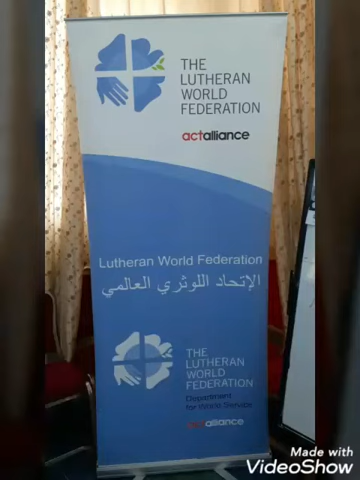 THE
LUTHERAN
WORLD
FEDERATION
actalliance
Lutheran World Federation
الإتحاد اللوثري العالمي
THE
LUTHERAN
WORLD
FEDERATION
Department
for World Service
actalliance
Made with
VideoShow